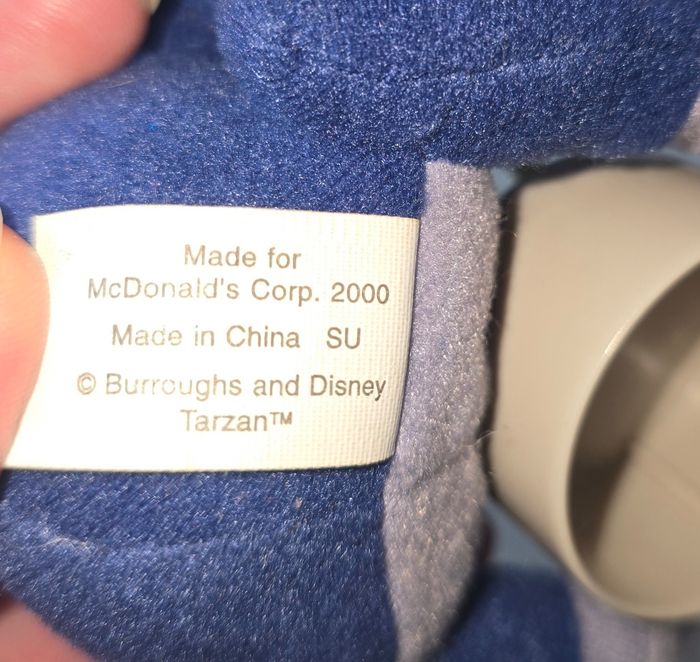 Made for
McDonald's Corp. 2000
Made in China SU
© Burroughs and Disney
Tarzan™